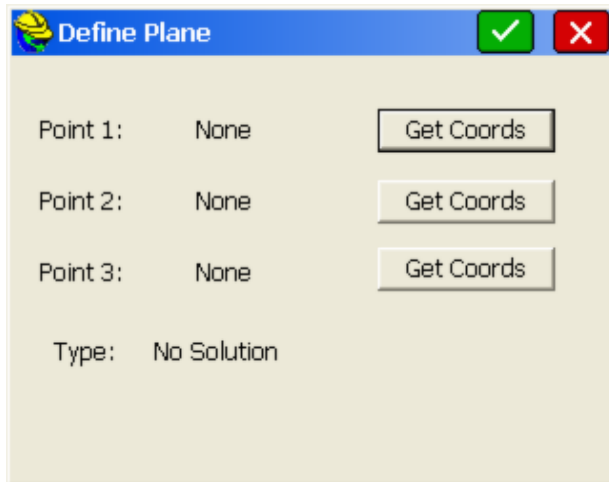 Define Plane
Point 1: None Get Coords
Point 2: None Get Coords
Point 3: None Get Coords
Type: No Solution